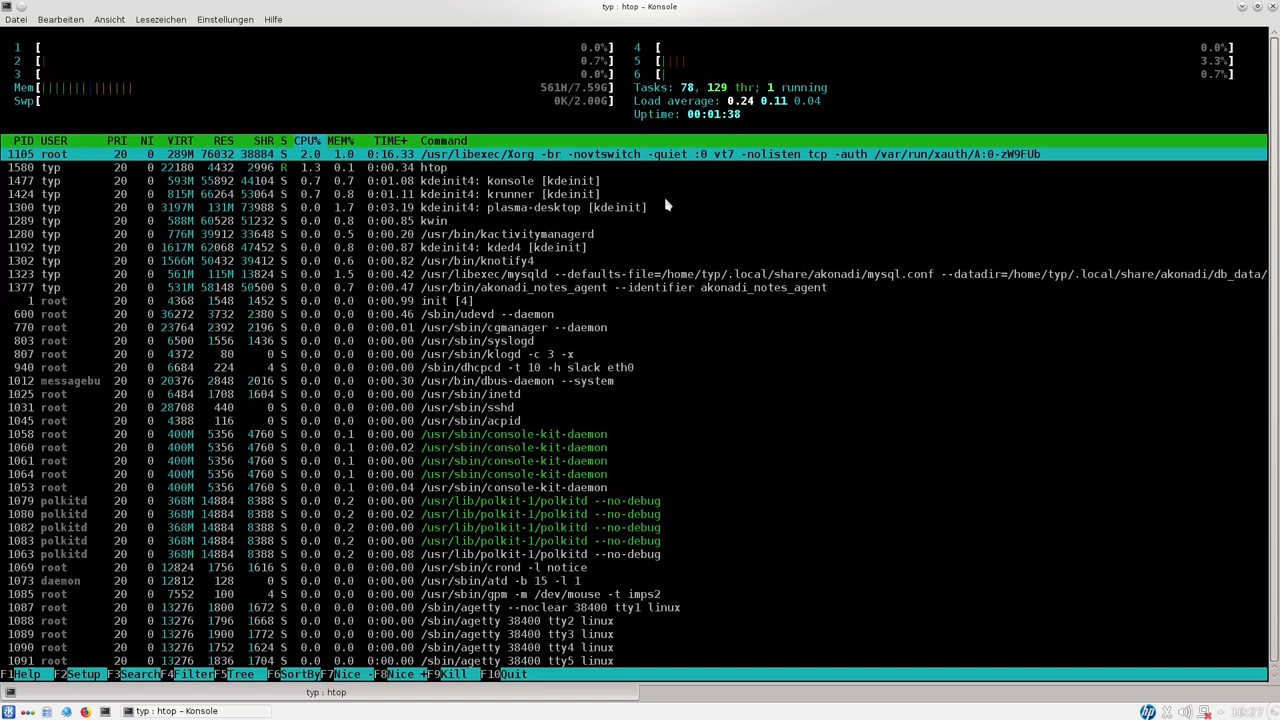 typ : htop – Konsole
Datei Bearbeiten Ansicht Lesezeichen Einstellungen Hilfe
1 [ 0.0%] 4 [ 0.0%]
2 [| 0.7%] 5 [|||| 3.3%]
3 [ 0.0%] 6 [| 0.7%]
Mem[|||||||||||||| 561M/7.59G] Tasks: 78, 129 thr; 1 running
Swp[ 0K/2.00G] Load average: 0.24 0.11 0.04
Uptime: 00:01:38
PID USER PRI NI VIRT RES SHR S CPU% MEM% TIME+ Command
1105 root 20 0 289M 76032 38884 S 2.0 1.0 0:16.33 /usr/libexec/Xorg -br -novtswitch -quiet :0 vt7 -nolisten tcp -auth /var/run/xauth/A:0-zW9FUb
1580 typ 20 0 22180 4432 2996 R 1.3 0.1 0:00.34 htop
1477 typ 20 0 593M 55892 44104 S 0.7 0.7 0:01.08 kdeinit4: konsole [kdeinit]
1424 typ 20 0 815M 66264 53064 S 0.7 0.8 0:01.11 kdeinit4: krunner [kdeinit]
1300 typ 20 0 3197M 131M 73988 S 0.0 1.7 0:03.19 kdeinit4: plasma-desktop [kdeinit]
1289 typ 20 0 588M 60528 51232 S 0.0 0.8 0:00.85 kwin
1280 typ 20 0 776M 39912 33648 S 0.0 0.5 0:00.20 /usr/bin/kactivitymanagerd
1192 typ 20 0 1617M 62068 47452 S 0.0 0.8 0:00.87 kdeinit4: kded4 [kdeinit]
1302 typ 20 0 1566M 50432 39412 S 0.0 0.6 0:00.82 /usr/bin/knotify4
1323 typ 20 0 561M 115M 13824 S 0.0 1.5 0:00.42 /usr/libexec/mysqld --defaults-file=/home/typ/.local/share/akonadi/mysql.conf --datadir=/home/typ/.local/share/akonadi/db_data/
1377 typ 20 0 531M 58148 50500 S 0.0 0.7 0:00.47 /usr/bin/akonadi_notes_agent --identifier akonadi_notes_agent
1 root 20 0 4368 1548 1452 S 0.0 0.0 0:00.99 init [4]
600 root 20 0 36272 3732 2380 S 0.0 0.0 0:00.46 /sbin/udevd --daemon
770 root 20 0 23764 2392 2196 S 0.0 0.0 0:00.01 /sbin/cgmanager --daemon
803 root 20 0 6500 1556 1436 S 0.0 0.0 0:00.00 /usr/sbin/syslogd
807 root 20 0 4372 80 0 S 0.0 0.0 0:00.00 /usr/sbin/klogd -c 3 -x
940 root 20 0 6684 224 4 S 0.0 0.0 0:00.00 /sbin/dhcpcd -t 10 -h slack eth0
1012 messagebu 20 0 20376 2848 2016 S 0.0 0.0 0:00.30 /usr/bin/dbus-daemon --system
1025 root 20 0 6484 1708 1604 S 0.0 0.0 0:00.00 /usr/sbin/inetd
1031 root 20 0 28708 440 0 S 0.0 0.0 0:00.00 /usr/sbin/sshd
1045 root 20 0 4388 116 0 S 0.0 0.0 0:00.00 /usr/sbin/acpid
1058 root 20 0 400M 5356 4760 S 0.0 0.1 0:00.00 /usr/sbin/console-kit-daemon
1060 root 20 0 400M 5356 4760 S 0.0 0.1 0:00.02 /usr/sbin/console-kit-daemon
1061 root 20 0 400M 5356 4760 S 0.0 0.1 0:00.00 /usr/sbin/console-kit-daemon
1064 root 20 0 400M 5356 4760 S 0.0 0.1 0:00.00 /usr/sbin/console-kit-daemon
1053 root 20 0 400M 5356 4760 S 0.0 0.1 0:00.04 /usr/sbin/console-kit-daemon
1079 polkitd 20 0 368M 14884 8388 S 0.0 0.2 0:00.00 /usr/lib/polkit-1/polkitd --no-debug
1080 polkitd 20 0 368M 14884 8388 S 0.0 0.2 0:00.02 /usr/lib/polkit-1/polkitd --no-debug
1082 polkitd 20 0 368M 14884 8388 S 0.0 0.2 0:00.00 /usr/lib/polkit-1/polkitd --no-debug
1083 polkitd 20 0 368M 14884 8388 S 0.0 0.2 0:00.00 /usr/lib/polkit-1/polkitd --no-debug
1063 polkitd 20 0 368M 14884 8388 S 0.0 0.2 0:00.08 /usr/lib/polkit-1/polkitd --no-debug
1069 root 20 0 12824 1756 1616 S 0.0 0.0 0:00.00 /usr/sbin/crond -l notice
1073 daemon 20 0 12812 128 0 S 0.0 0.0 0:00.00 /usr/sbin/atd -b 15 -l 1
1085 root 20 0 7552 100 4 S 0.0 0.0 0:00.00 /usr/sbin/gpm -m /dev/mouse -t imps2
1087 root 20 0 13276 1800 1672 S 0.0 0.0 0:00.00 /sbin/agetty --noclear 38400 tty1 linux
1088 root 20 0 13276 1796 1668 S 0.0 0.0 0:00.00 /sbin/agetty 38400 tty2 linux
1089 root 20 0 13276 1900 1772 S 0.0 0.0 0:00.00 /sbin/agetty 38400 tty3 linux
1090 root 20 0 13276 1752 1624 S 0.0 0.0 0:00.00 /sbin/agetty 38400 tty4 linux
1091 root 20 0 13276 1836 1704 S 0.0 0.0 0:00.00 /sbin/agetty 38400 tty5 linux
F1Help F2Setup F3Search F4Filter F5Tree F6SortBy F7Nice - F8Nice + F9Kill F10Quit
typ : htop
typ : htop – Konsole
hp
10:27